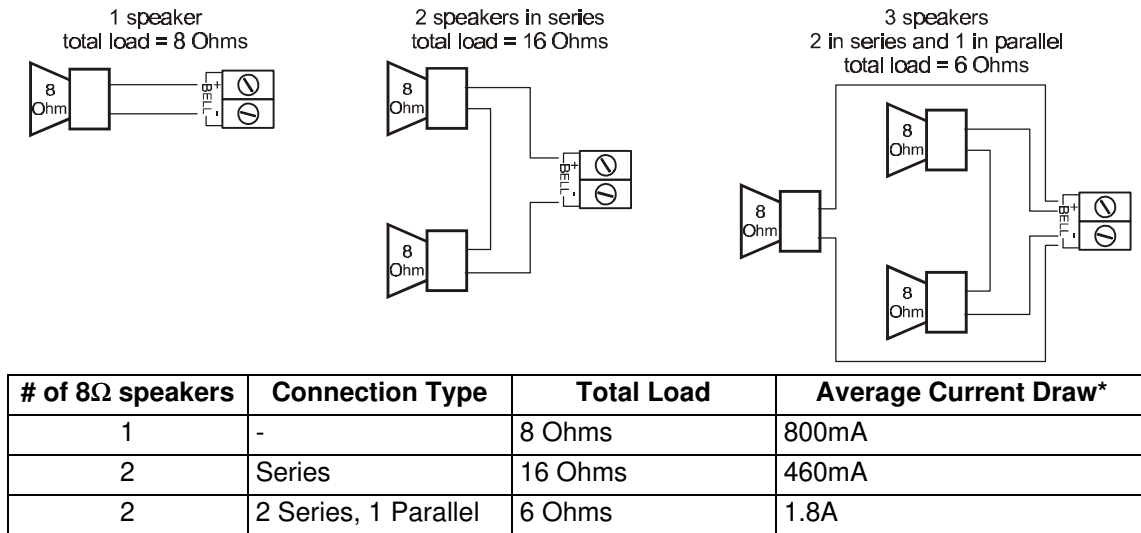 1 speaker
total load = 8 Ohms
8
Ohm
BELL
+
-
2 speakers in series
total load = 16 Ohms
8
Ohm
8
Ohm
BELL
+
-
3 speakers
2 in series and 1 in parallel
total load = 6 Ohms
8
Ohm
8
Ohm
8
Ohm
BELL
+
-
# of 8Ω speakers Connection Type Total Load Average Current Draw*
1 - 8 Ohms 800mA
2 Series 16 Ohms 460mA
2 2 Series, 1 Parallel 6 Ohms 1.8A